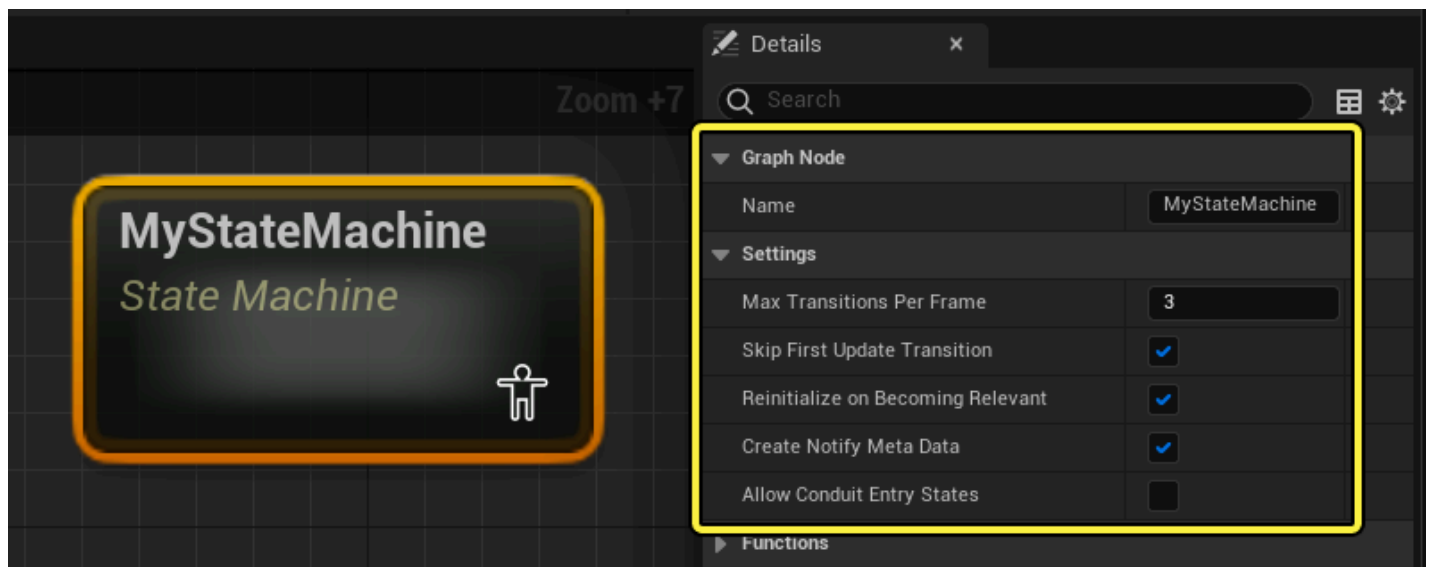 Details
Zoom +7
Search
Graph Node
Name
MyStateMachine
MyStateMachine
State Machine
Settings
Max Transitions Per Frame
3
Skip First Update Transition
Reinitialize on Becoming Relevant
Create Notify Meta Data
Allow Conduit Entry States
Functions